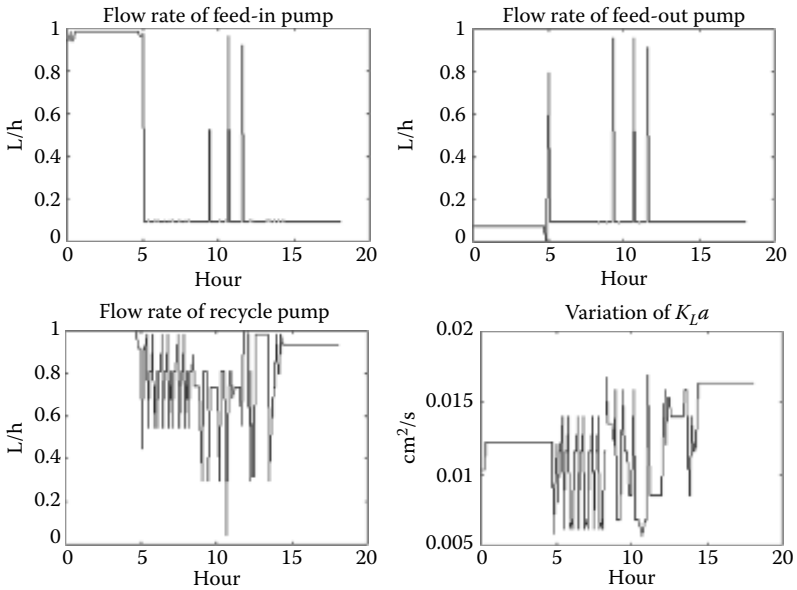 Flow rate of feed-in pump
1
0.8
0.6
0.4
0.2
0
L/h
0 5 10 15 20
Hour
Flow rate of feed-out pump
1
0.8
0.6
0.4
0.2
0
L/h
0 5 10 15 20
Hour
Flow rate of recycle pump
1
0.8
0.6
0.4
0.2
0
L/h
0 5 10 15 20
Hour
Variation of K_La
0.02
0.015
0.01
0.005
cm²/s
0 5 10 15 20
Hour